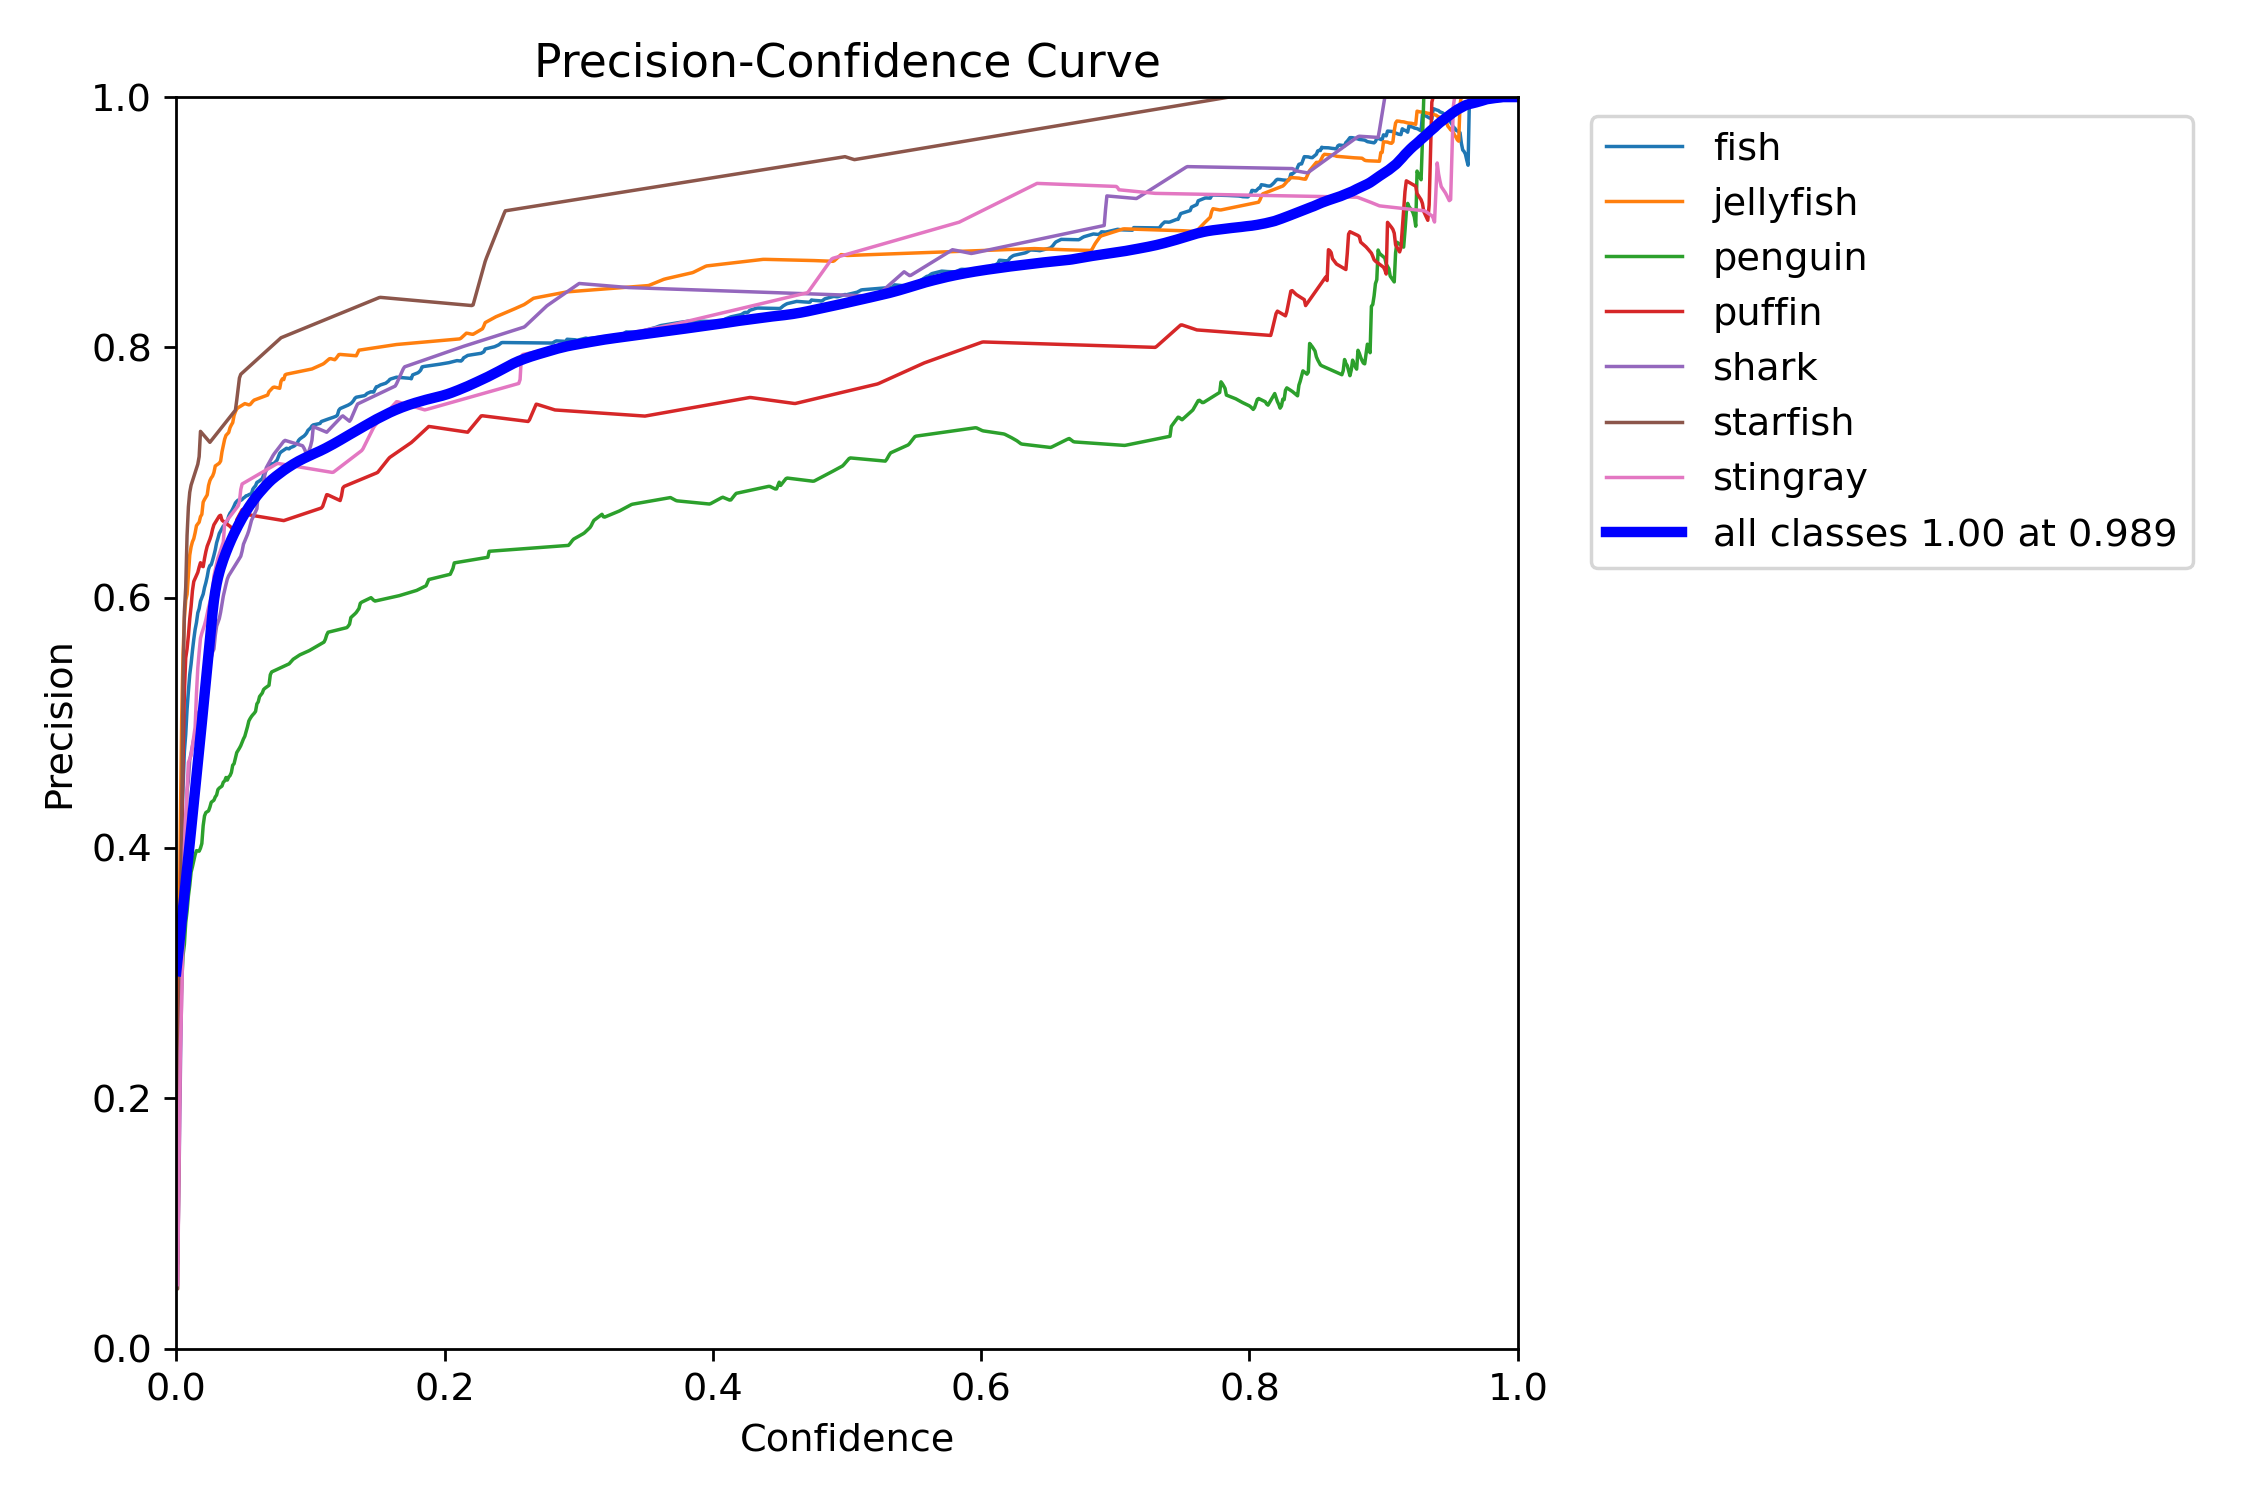 Precision-Confidence Curve
1.0
0.8
0.6
0.4
0.2
0.0
Precision
0.0 0.2 0.4 0.6 0.8 1.0
Confidence
fish
jellyfish
penguin
puffin
shark
starfish
stingray
all classes 1.00 at 0.989